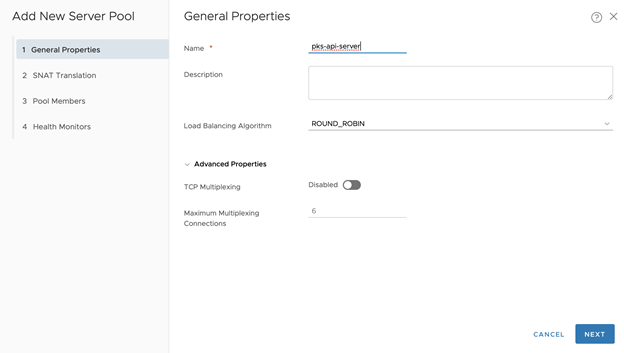 Add New Server Pool
1 General Properties
2 SNAT Translation
3 Pool Members
4 Health Monitors
General Properties
Name *
pks-api-server
Description
Load Balancing Algorithm
ROUND_ROBIN
Advanced Properties
TCP Multiplexing
Disabled
Maximum Multiplexing
Connections
6
CANCEL
NEXT